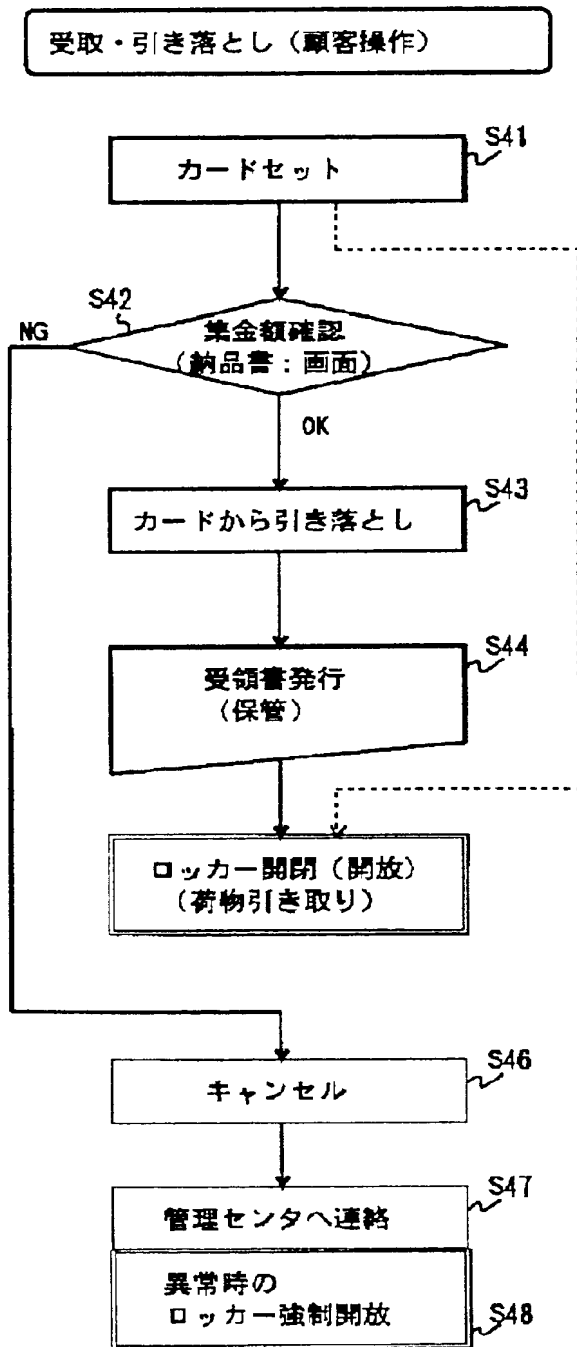 受取・引き落とし（顧客操作）
S41
カードセット
S42
NG
集金額確認
（納品書：画面）
OK
S43
カードから引き落とし
S44
受領書発行
（保管）
ロッカー開閉（開放）
（荷物引き取り）
S46
キャンセル
S47
管理センタへ連絡
異常時の
ロッカー強制開放
S48